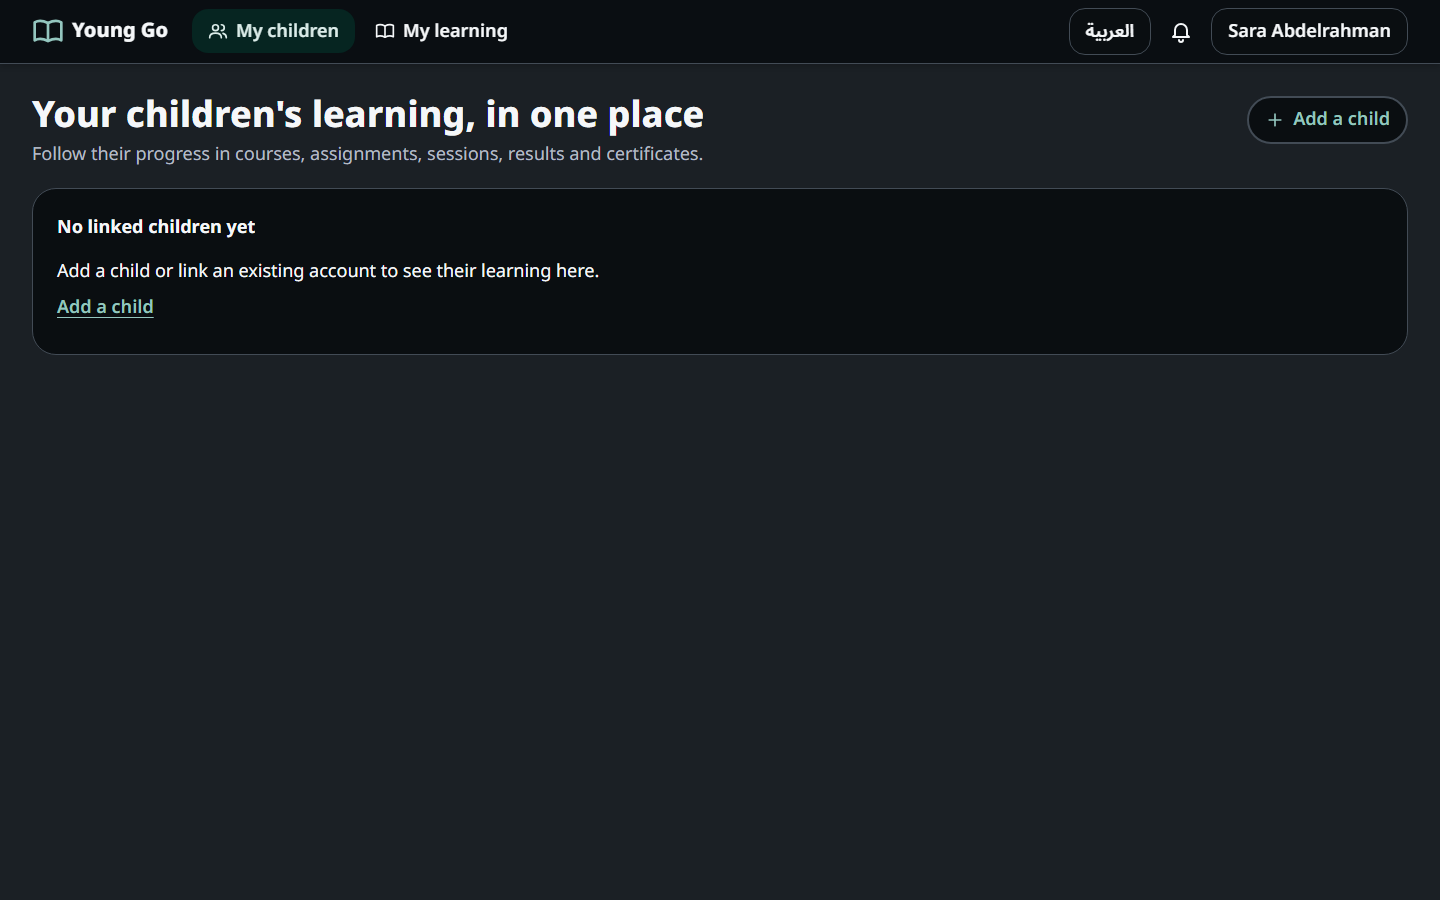 Young Go
My children
My learning
العربية
Sara Abdelrahman
Your children's learning, in one place
Follow their progress in courses, assignments, sessions, results and certificates.
+ Add a child
No linked children yet
Add a child or link an existing account to see their learning here.
Add a child